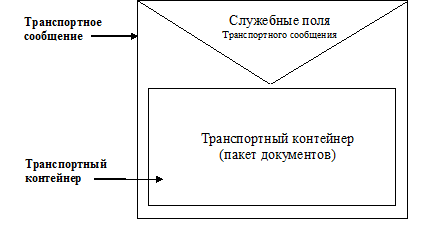 Транспортное
сообщение
Служебные поля
Транспортного сообщения
Транспортный контейнер
(пакет документов)
Транспортный
контейнер